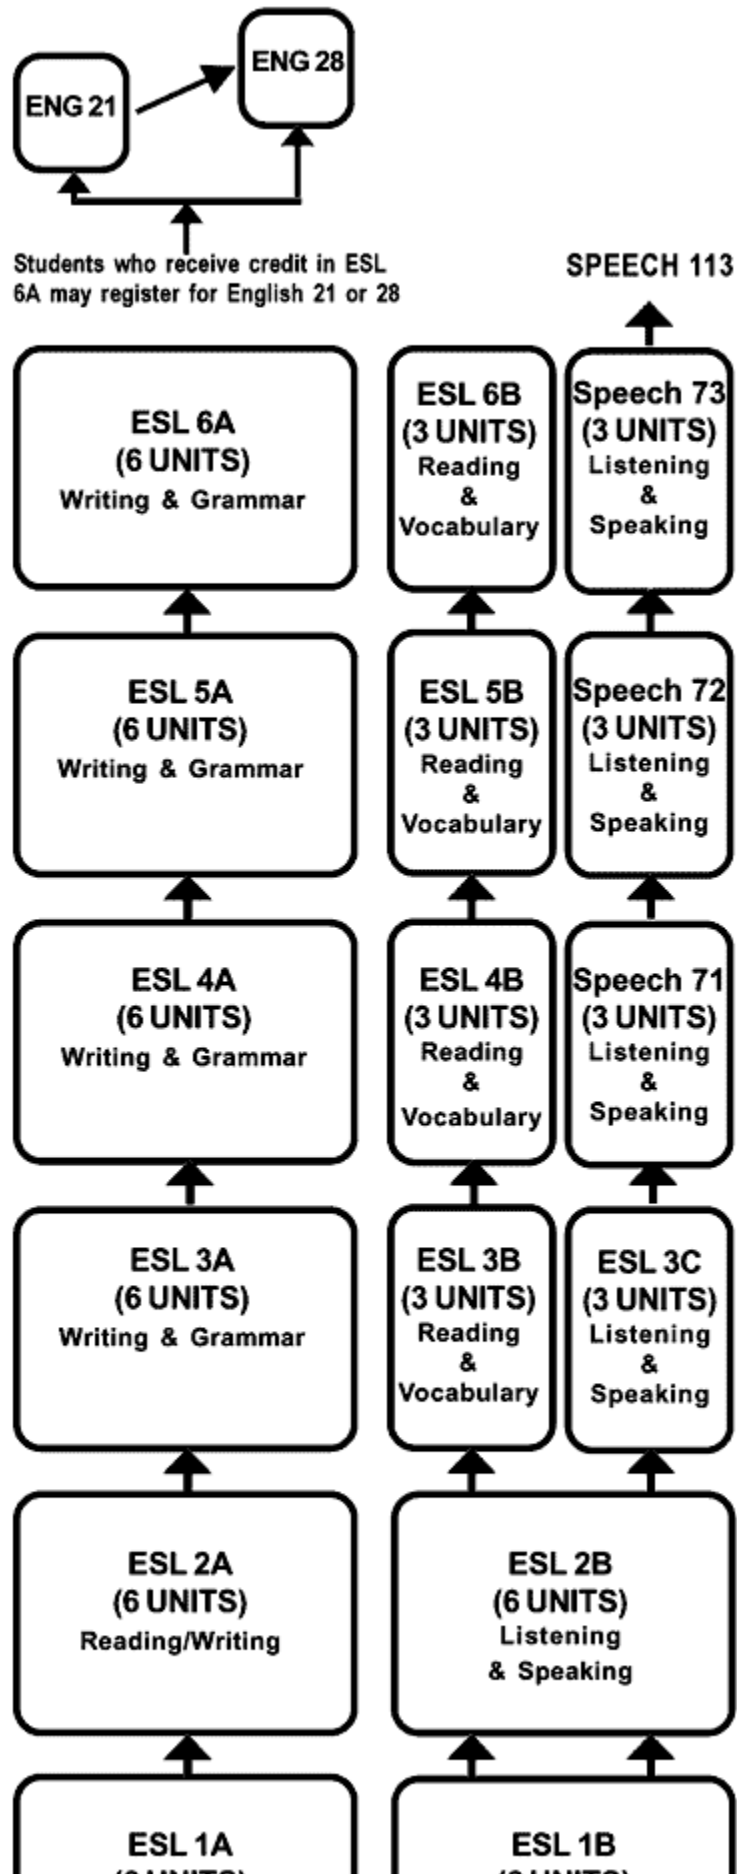 ENG 28
ENG 21
Students who receive credit in ESL
6A may register for English 21 or 28
SPEECH 113
ESL 6A
(6 UNITS)
Writing & Grammar
ESL 6B
(3 UNITS)
Reading
&
Vocabulary
Speech 73
(3 UNITS)
Listening
&
Speaking
ESL 5A
(6 UNITS)
Writing & Grammar
ESL 5B
(3 UNITS)
Reading
&
Vocabulary
Speech 72
(3 UNITS)
Listening
&
Speaking
ESL 4A
(6 UNITS)
Writing & Grammar
ESL 4B
(3 UNITS)
Reading
&
Vocabulary
Speech 71
(3 UNITS)
Listening
&
Speaking
ESL 3A
(6 UNITS)
Writing & Grammar
ESL 3B
(3 UNITS)
Reading
&
Vocabulary
ESL 3C
(3 UNITS)
Listening
&
Speaking
ESL 2A
(6 UNITS)
Reading/Writing
ESL 2B
(6 UNITS)
Listening
& Speaking
ESL 1A
ESL 1B